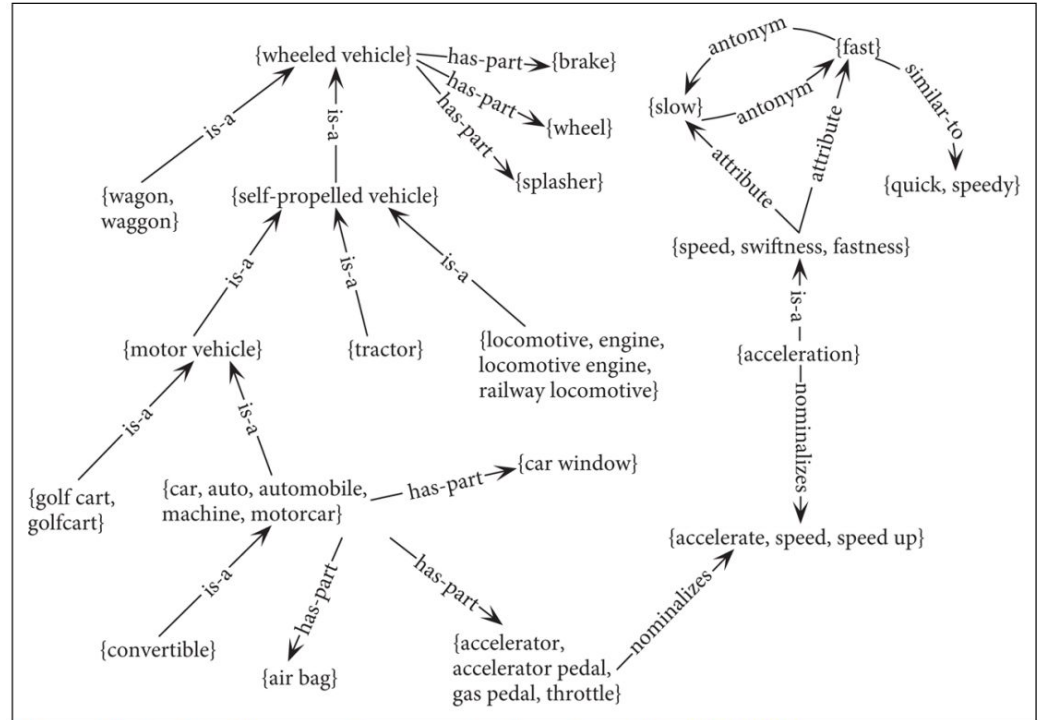 {wheeled vehicle}
has-part
{brake}
has-part
{wheel}
has-part
{splasher}
is-a
is-a
{wagon,
waggon}
{self-propelled vehicle}
is-a
is-a
is-a
{motor vehicle}
{tractor}
{locomotive, engine,
locomotive engine,
railway locomotive}
is-a
is-a
{golf cart,
golfcart}
{car, auto, automobile,
machine, motorcar}
has-part
{car window}
is-a
has-part
has-part
{convertible}
{air bag}
{accelerator,
accelerator pedal,
gas pedal, throttle}
nominalizes
antonym
{fast}
{slow}
antonym
similar-to
{quick, speedy}
attribute
attribute
{speed, swiftness, fastness}
is-a
{acceleration}
nominalizes
{accelerate, speed, speed up}